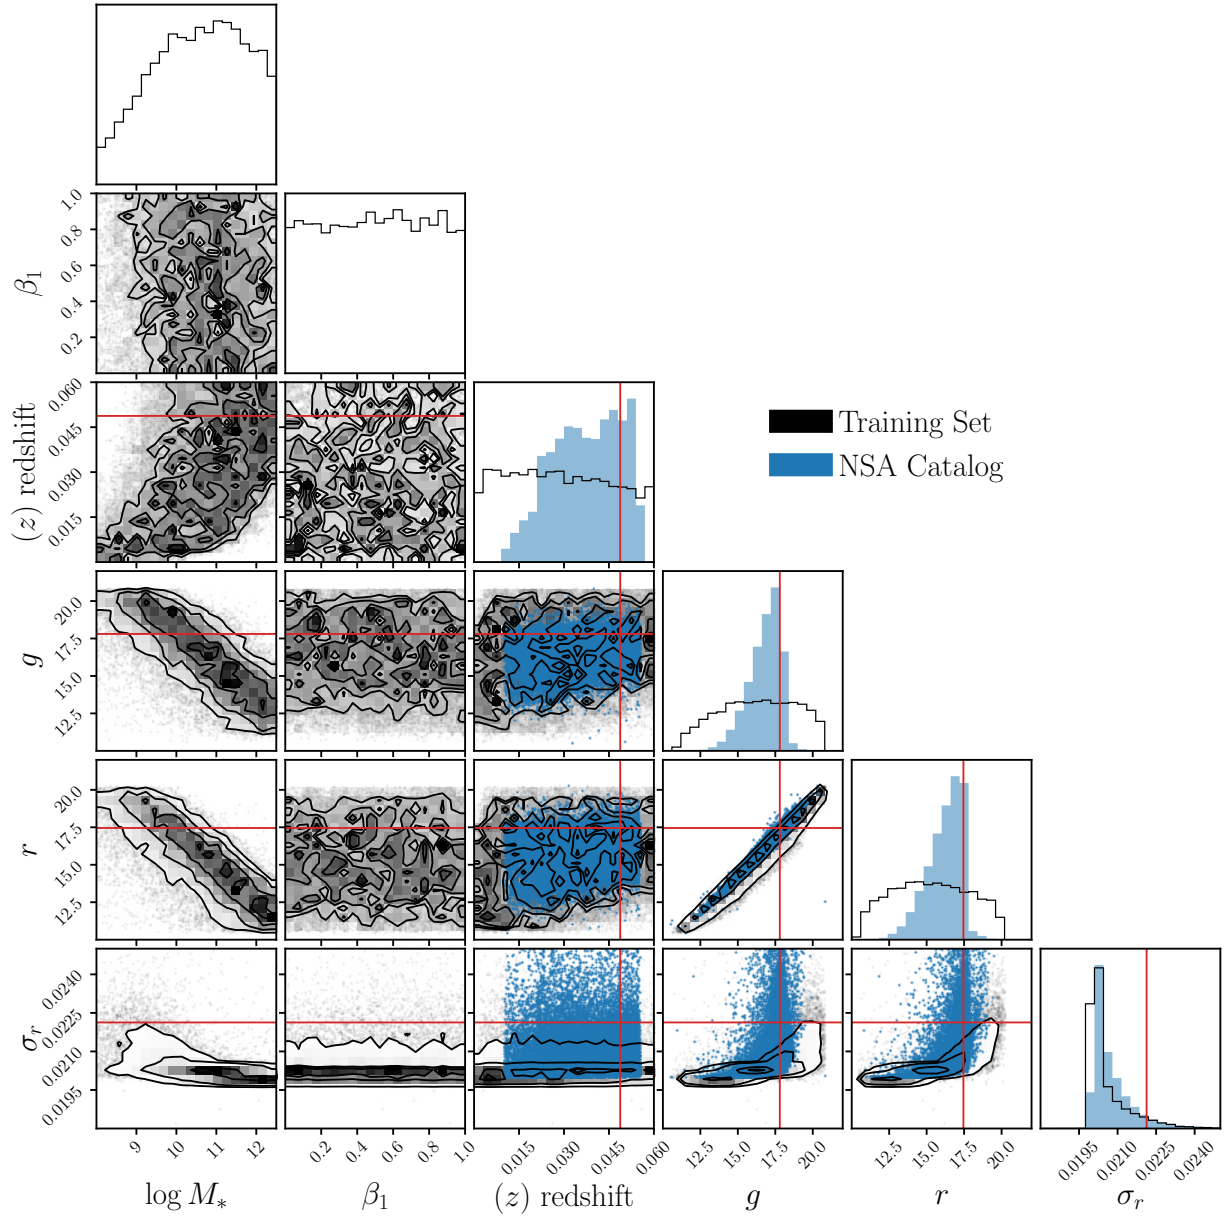 1.0
0.8
0.6
0.4
0.2
β₁
0.060
0.045
0.030
0.015
(z) redshift
Training Set
NSA Catalog
20.0
17.5
15.0
12.5
g
20.0
17.5
15.0
12.5
r
0.0240
0.0225
0.0210
0.0195
σᵣ
9 10 11 12
0.2 0.4 0.6 0.8 1.0
0.015 0.030 0.045 0.060
12.5 15.0 17.5 20.0
12.5 15.0 17.5 20.0
0.0195 0.0210 0.0225 0.0240
log M∗ β₁ (z) redshift g r σᵣ